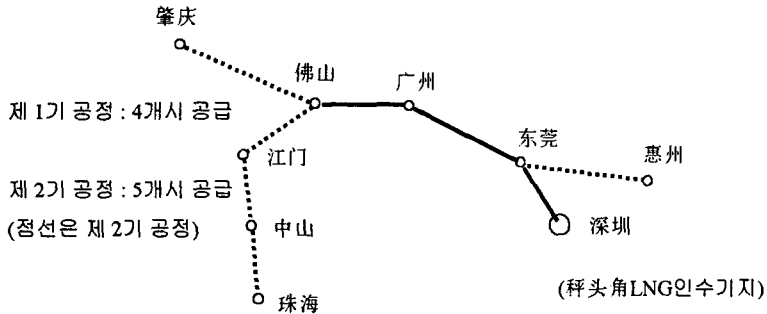 肇庆
佛山
广州
제 1기 공정 : 4개시 공급
东莞
惠州
江门
제 2기 공정 : 5개시 공급
(점선은 제 2기 공정)
中山
深圳
(秤头角LNG인수기지)
珠海